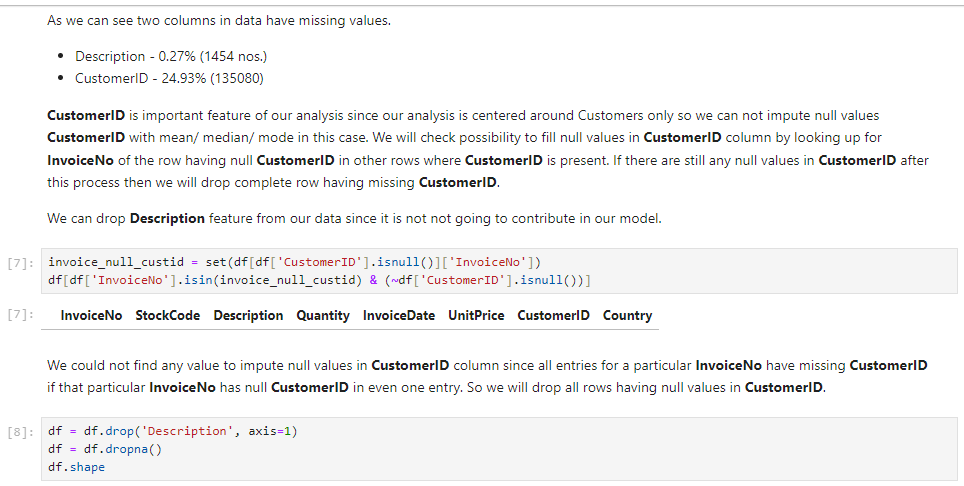 As we can see two columns in data have missing values.
• Description - 0.27% (1454 nos.)
• CustomerID - 24.93% (135080)
CustomerID is important feature of our analysis since our analysis is centered around Customers only so we can not impute null values
CustomerID with mean/ median/ mode in this case. We will check possibility to fill null values in CustomerID column by looking up for
InvoiceNo of the row having null CustomerID in other rows where CustomerID is present. If there are still any null values in CustomerID after
this process then we will drop complete row having missing CustomerID.
We can drop Description feature from our data since it is not not going to contribute in our model.
[7]: invoice_null_custid = set(df[df['CustomerID'].isnull()]['InvoiceNo'])
df[df['InvoiceNo'].isin(invoice_null_custid) & (~df['CustomerID'].isnull())]
[7]: InvoiceNo StockCode Description Quantity InvoiceDate UnitPrice CustomerID Country
We could not find any value to impute null values in CustomerID column since all entries for a particular InvoiceNo have missing CustomerID
if that particular InvoiceNo has null CustomerID in even one entry. So we will drop all rows having null values in CustomerID.
[8]: df = df.drop('Description', axis=1)
df = df.dropna()
df.shape